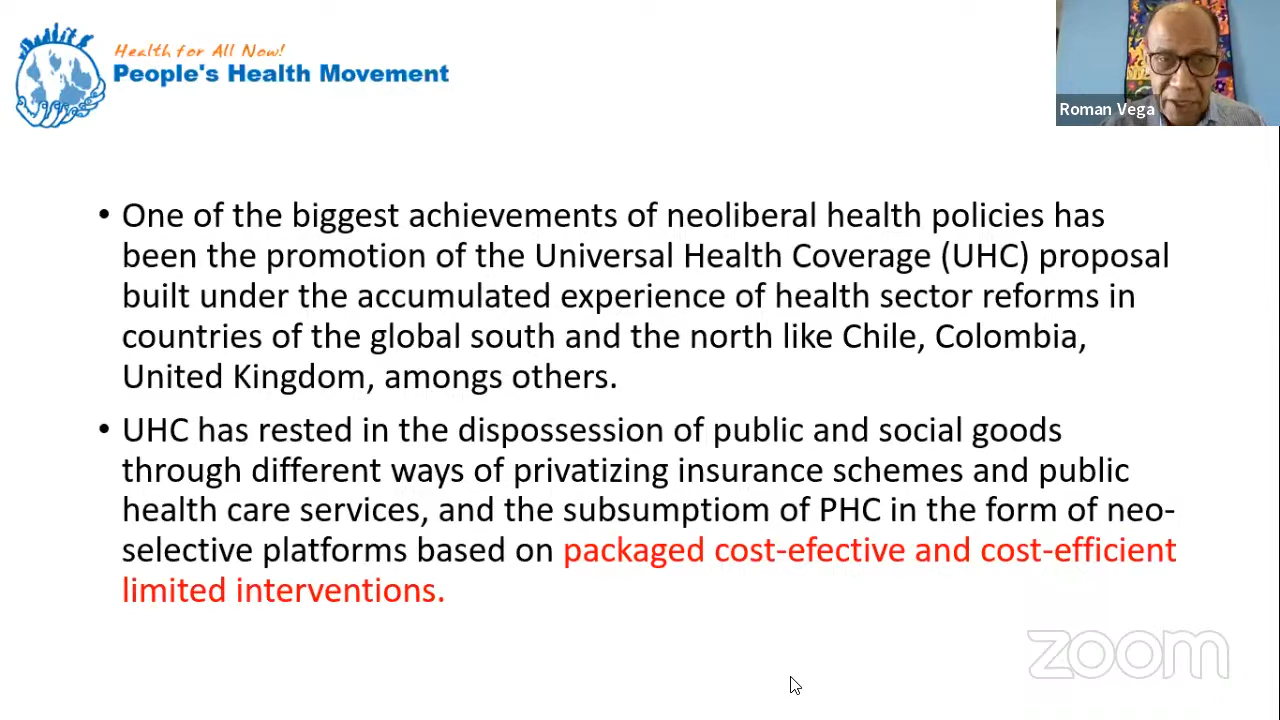 Health for All Now!
People's Health Movement
Roman Vega
• One of the biggest achievements of neoliberal health policies has
been the promotion of the Universal Health Coverage (UHC) proposal
built under the accumulated experience of health sector reforms in
countries of the global south and the north like Chile, Colombia,
United Kingdom, amongs others.
• UHC has rested in the dispossession of public and social goods
through different ways of privatizing insurance schemes and public
health care services, and the subsumptiom of PHC in the form of neo-
selective platforms based on packaged cost-efective and cost-efficient
limited interventions.
zoom